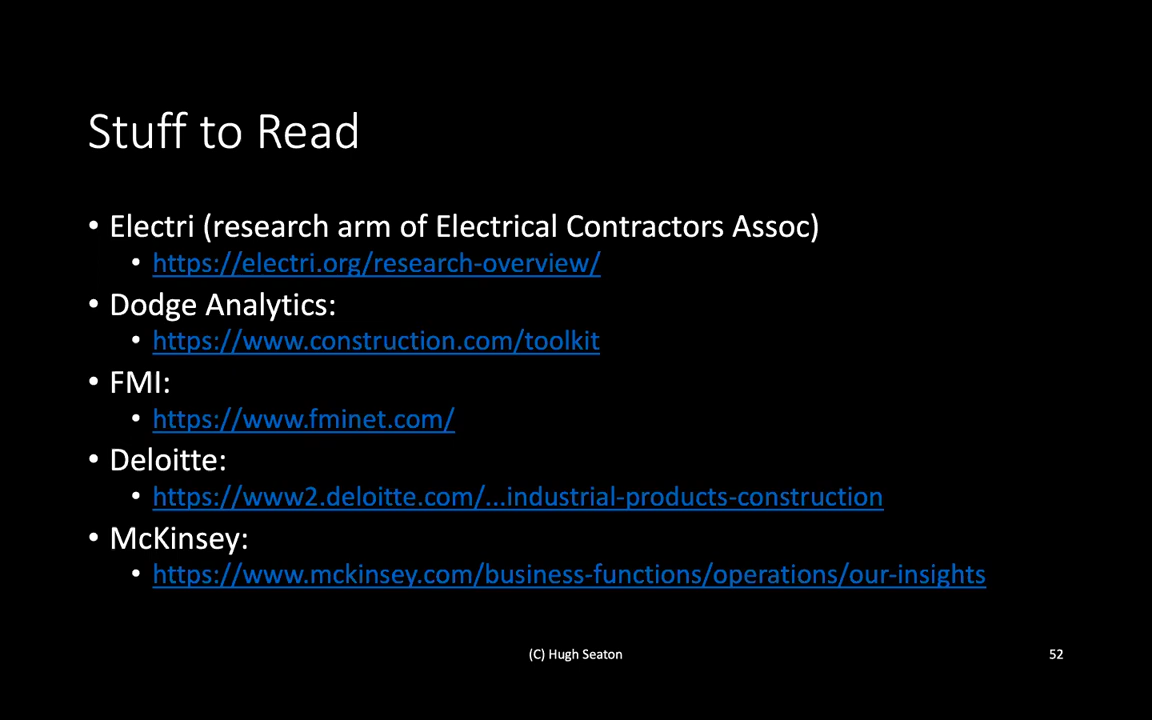 Stuff to Read
• Electri (research arm of Electrical Contractors Assoc)
• https://electri.org/research-overview/
• Dodge Analytics:
• https://www.construction.com/toolkit
• FMI:
• https://www.fminet.com/
• Deloitte:
• https://www2.deloitte.com/...industrial-products-construction
• McKinsey:
• https://www.mckinsey.com/business-functions/operations/our-insights
(C) Hugh Seaton
52